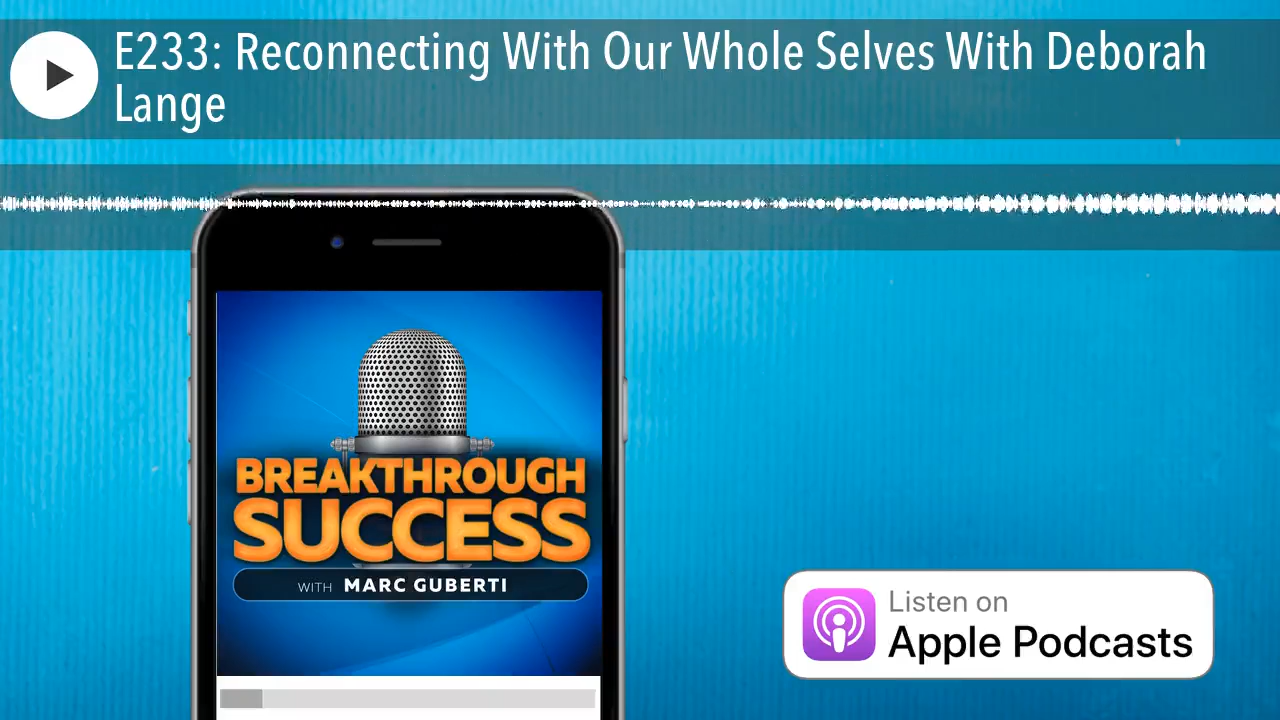 E233: Reconnecting With Our Whole Selves With Deborah
Lange
BREAKTHROUGH
SUCCESS
WITH MARC GUBERTI
Listen on
Apple Podcasts